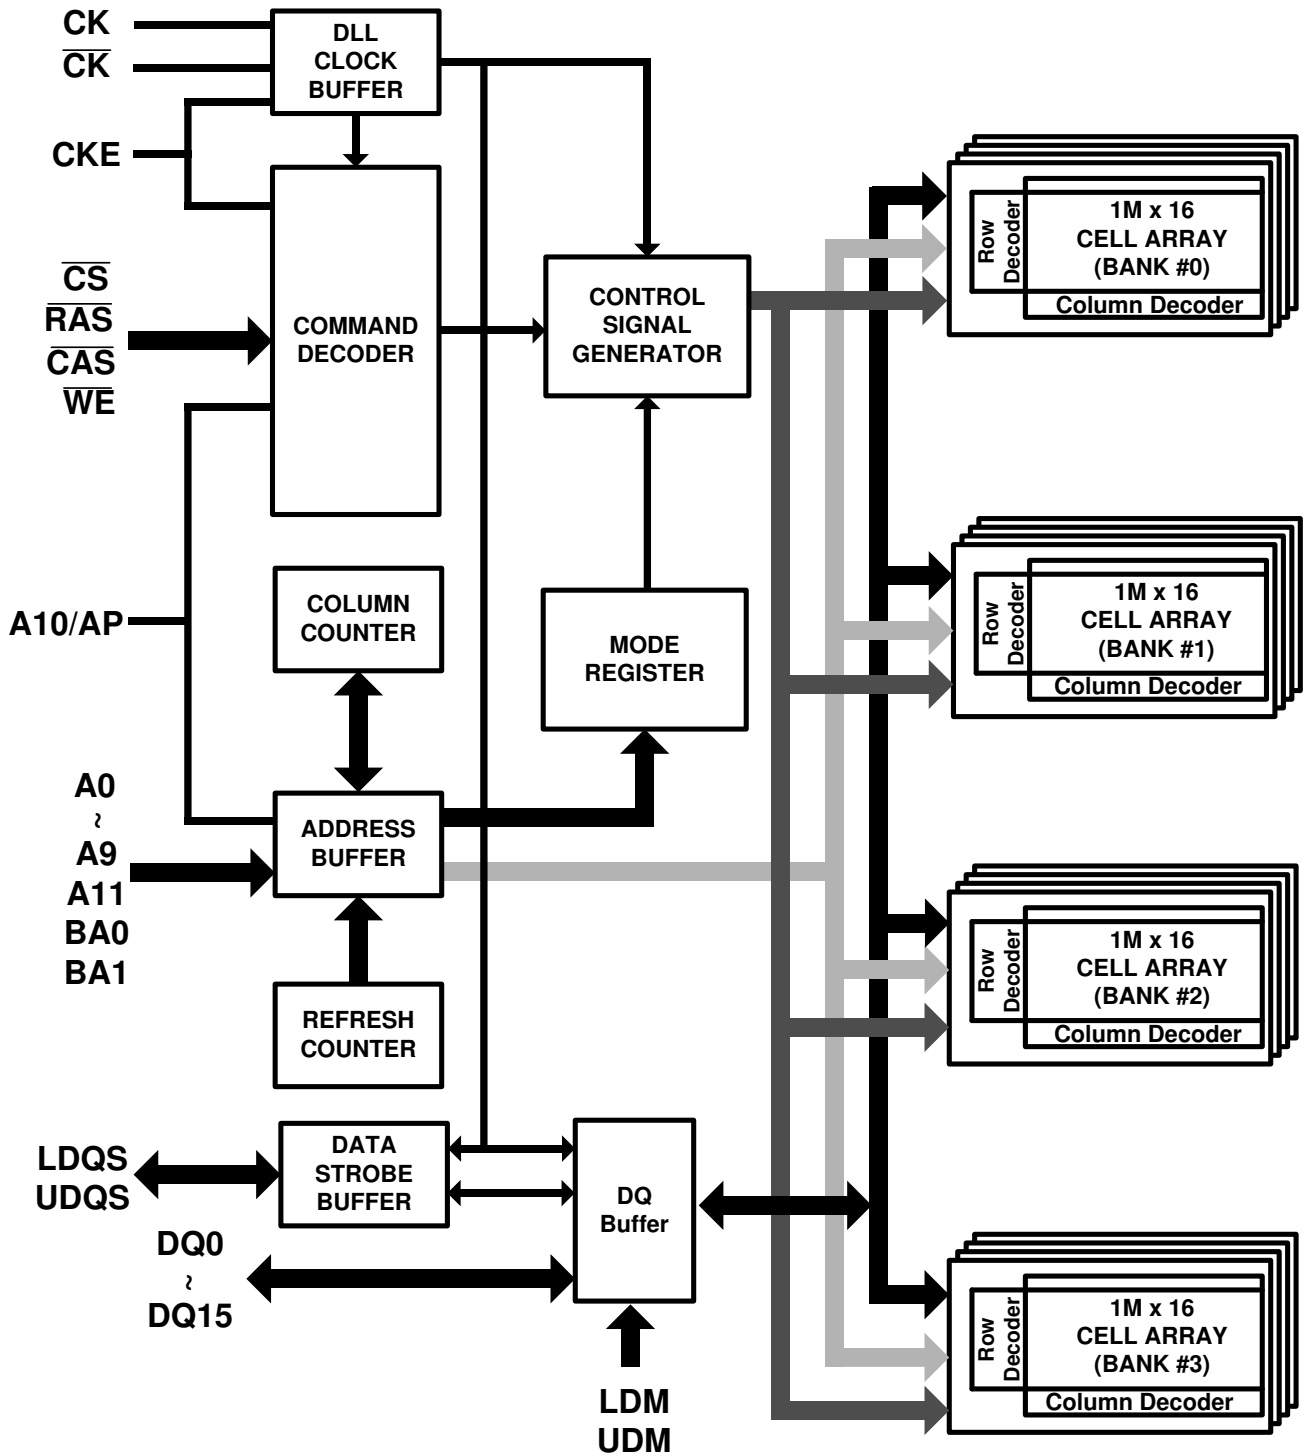 CK
CK
CKE
CS
RAS
CAS
WE
A10/AP
A0
~
A9
A11
BA0
BA1
LDQS
UDQS
DQ0
~
DQ15
DLL
CLOCK
BUFFER
COMMAND
DECODER
COLUMN
COUNTER
ADDRESS
BUFFER
REFRESH
COUNTER
DATA
STROBE
BUFFER
CONTROL
SIGNAL
GENERATOR
MODE
REGISTER
DQ
Buffer
LDM
UDM
Row
Decoder
1M x 16
CELL ARRAY
(BANK #0)
Column Decoder
Row
Decoder
1M x 16
CELL ARRAY
(BANK #1)
Column Decoder
Row
Decoder
1M x 16
CELL ARRAY
(BANK #2)
Column Decoder
Row
Decoder
1M x 16
CELL ARRAY
(BANK #3)
Column Decoder